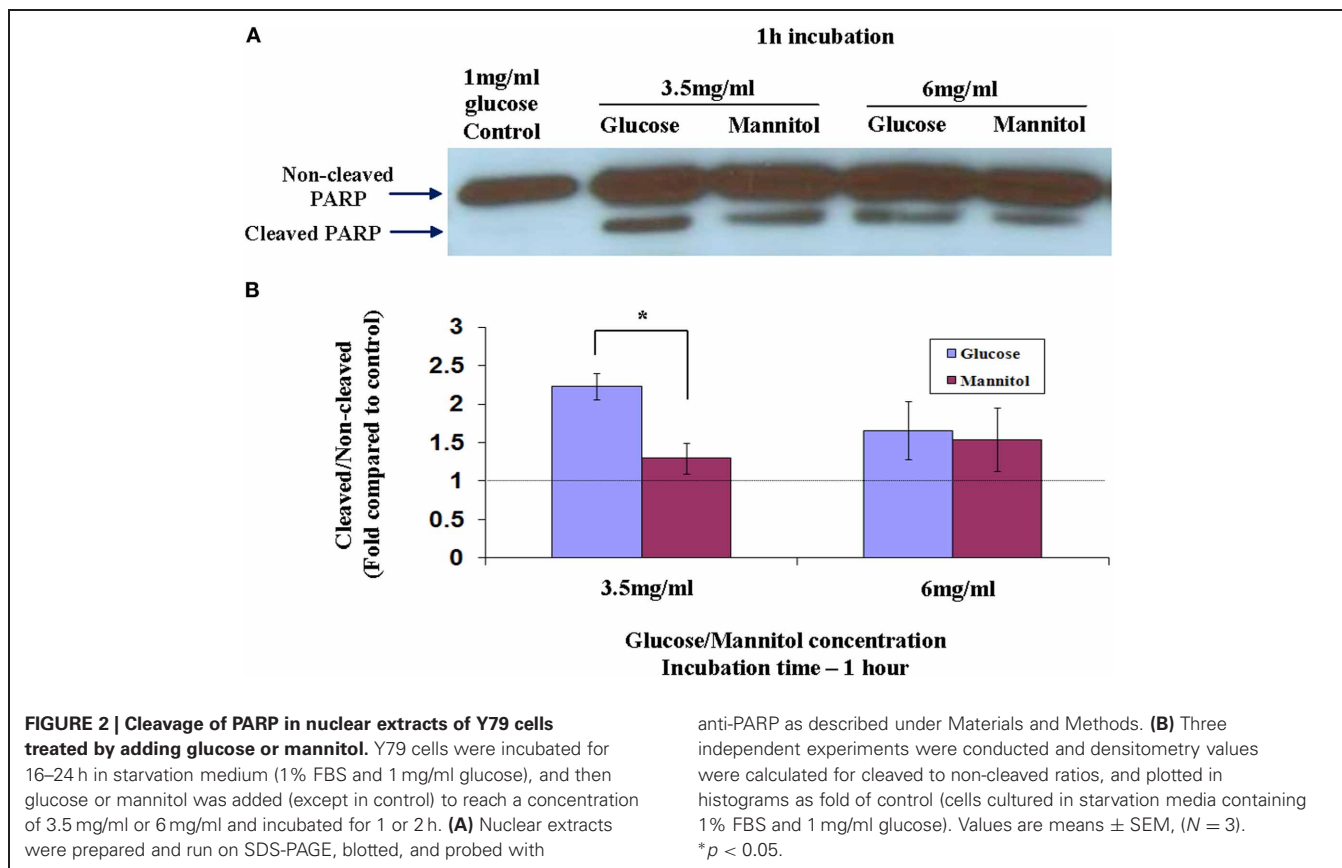 A
1h incubation
1mg/ml
glucose
Control
3.5mg/ml
6mg/ml
Glucose
Mannitol
Glucose
Mannitol
Non-cleaved
PARP
Cleaved PARP
B
Cleaved/Non-cleaved
(Fold compared to control)
3
2.5
2
1.5
1
0.5
0
*
Glucose
Mannitol
3.5mg/ml
6mg/ml
Glucose/Mannitol concentration
Incubation time – 1 hour
FIGURE 2 | Cleavage of PARP in nuclear extracts of Y79 cells
treated by adding glucose or mannitol. Y79 cells were incubated for
16–24 h in starvation medium (1% FBS and 1 mg/ml glucose), and then
glucose or mannitol was added (except in control) to reach a concentration
of 3.5 mg/ml or 6 mg/ml and incubated for 1 or 2 h. (A) Nuclear extracts
were prepared and run on SDS-PAGE, blotted, and probed with
anti-PARP as described under Materials and Methods. (B) Three
independent experiments were conducted and densitometry values
were calculated for cleaved to non-cleaved ratios, and plotted in
histograms as fold of control (cells cultured in starvation media containing
1% FBS and 1 mg/ml glucose). Values are means ± SEM, (N = 3).
*p < 0.05.